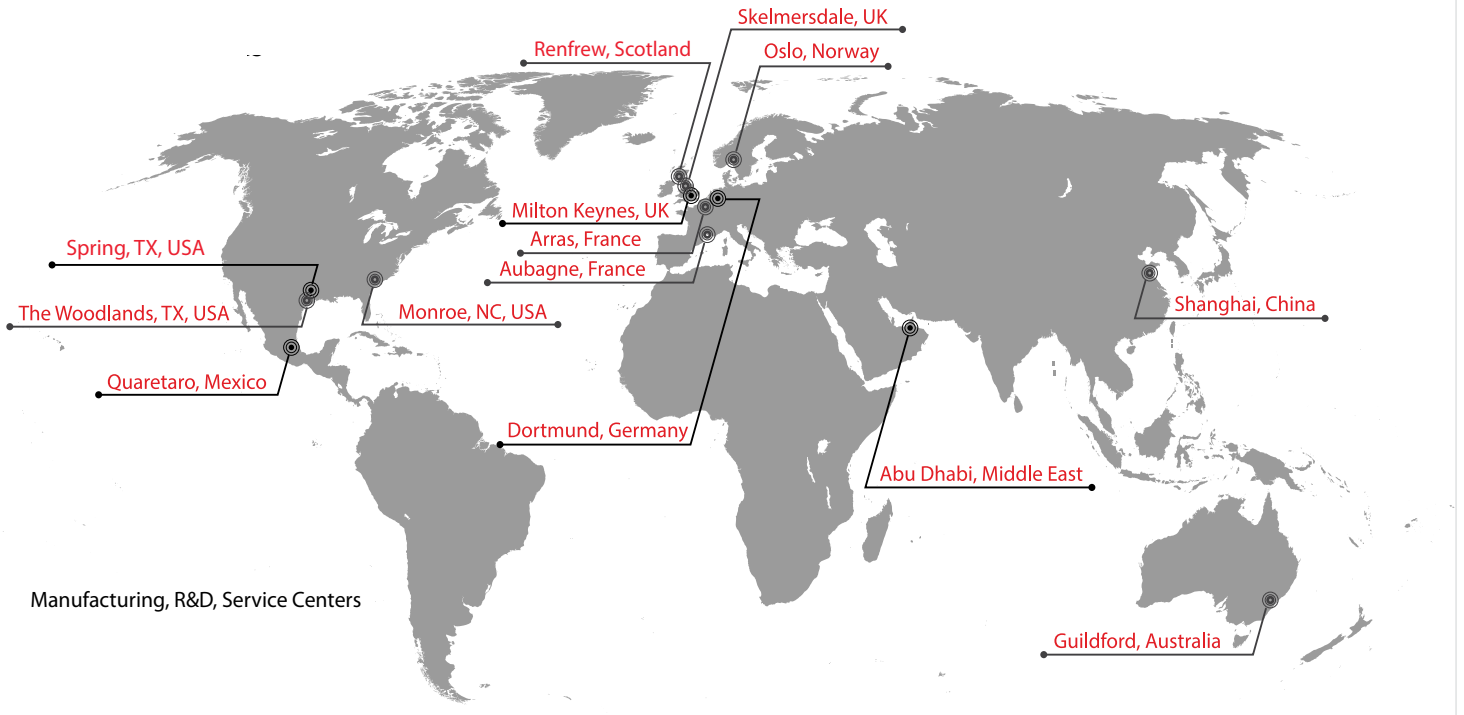 Skelmersdale, UK
Renfrew, Scotland
Oslo, Norway
Milton Keynes, UK
Arras, France
Spring, TX, USA
Aubagne, France
The Woodlands, TX, USA
Monroe, NC, USA
Shanghai, China
Quaretaro, Mexico
Dortmund, Germany
Abu Dhabi, Middle East
Manufacturing, R&D, Service Centers
Guildford, Australia